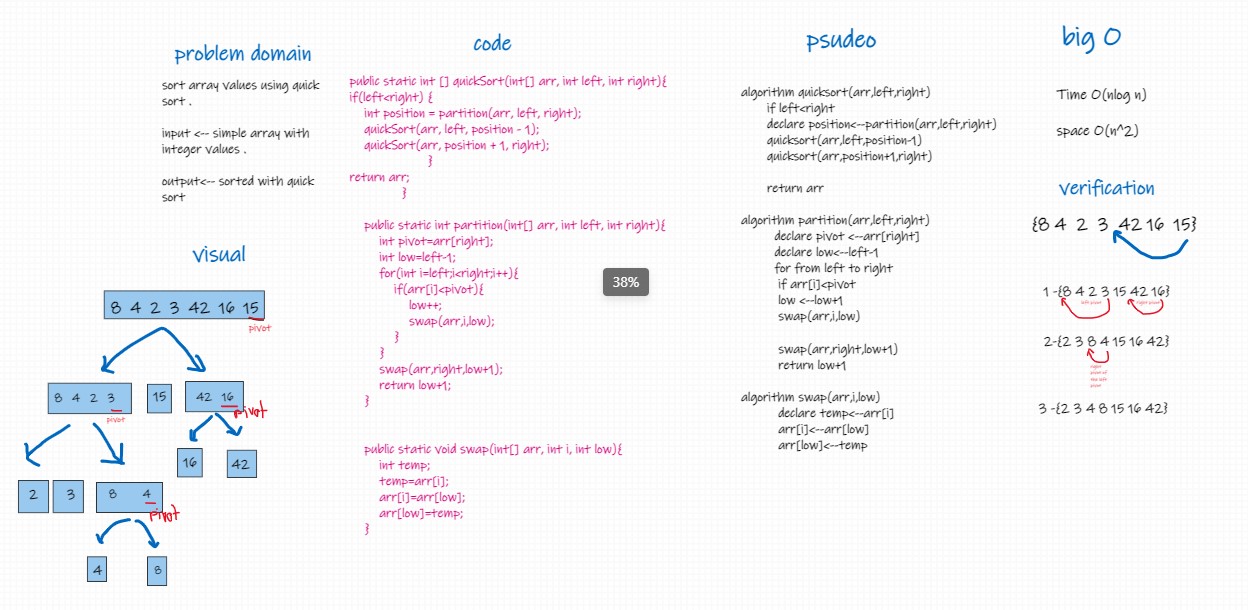 problem domain
sort array values using quick
sort .
input <-- simple array with
integer values .
output<-- sorted with quick
sort
visual
8 4 2 3 42 16 15
pivot
8 4 2 3
pivot
15
42 16
pivot
16
42
2
3
8 4
pivot
4
8
code
public static int [] quickSort(int[] arr, int left, int right){
if(left<right) {
int position = partition(arr, left, right);
quickSort(arr, left, position - 1);
quickSort(arr, position + 1, right);
}
return arr;
}
public static int partition(int[] arr, int left, int right){
int pivot=arr[right];
int low=left-1;
for(int i=left;i<right;i++){
if(arr[i]<pivot){
low++;
swap(arr,i,low);
}
}
swap(arr,right,low+1);
return low+1;
}
public static void swap(int[] arr, int i, int low){
int temp;
temp=arr[i];
arr[i]=arr[low];
arr[low]=temp;
}
38%
psudeo
algorithm quicksort(arr,left,right)
if left<right
declare position<--partition(arr,left,right)
quicksort(arr,left,position-1)
quicksort(arr,position+1,right)
return arr
algorithm partition(arr,left,right)
declare pivot <--arr[right]
declare low<--left-1
for from left to right
if arr[i]<pivot
low <--low+1
swap(arr,i,low)
swap(arr,right,low+1)
return low+1
algorithm swap(arr,i,low)
declare temp<--arr[i]
arr[i]<--arr[low]
arr[low]<--temp
big O
Time O(nlog n)
space O(n^2)
verification
{8 4 2 3 42 16 15}
1 -{8 4 2 3 15 42 16}
left pivot
right pivot
2-{2 3 8 4 15 16 42}
right
pivot of
the left
pivot
3 -{2 3 4 8 15 16 42}